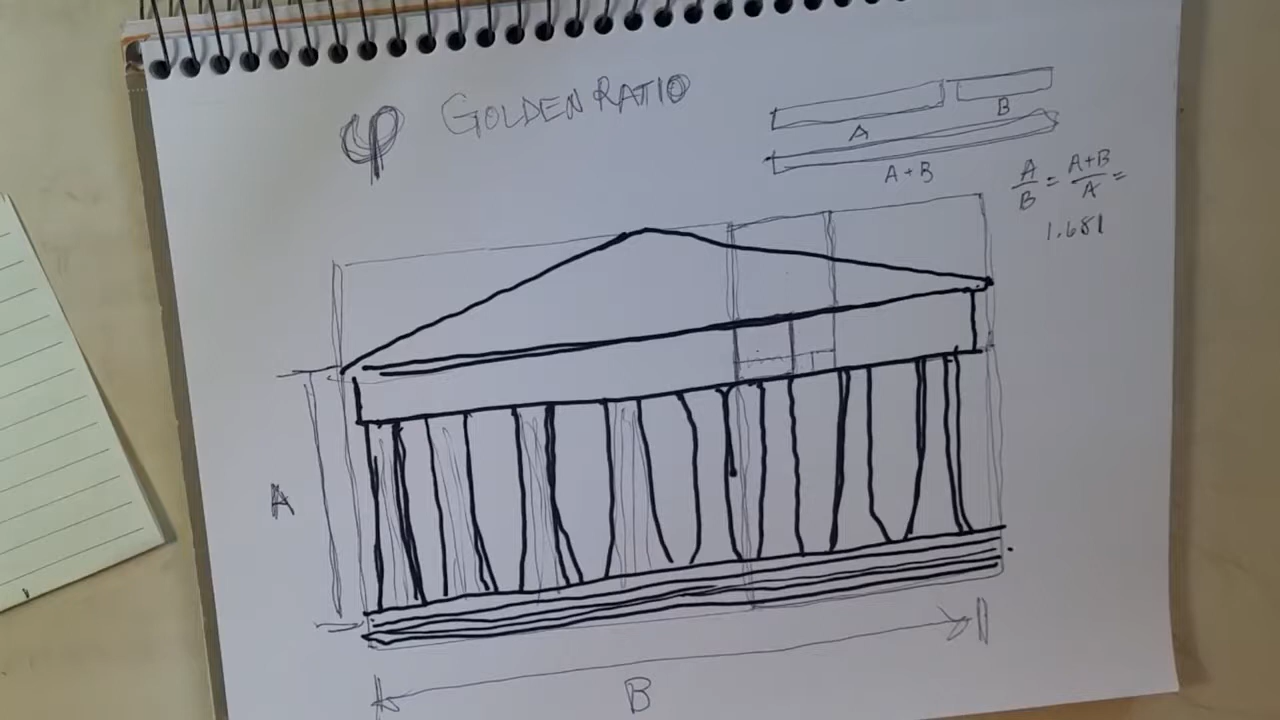 φ GOLDEN RATIO
A
B
A + B
A/B = A+B/A =
1.681
A
B